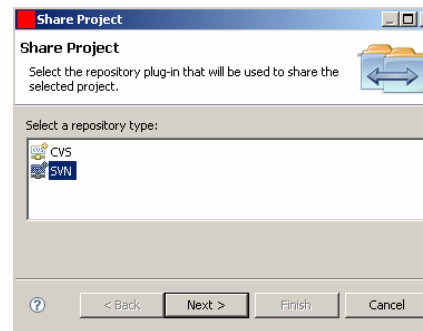 Share Project
Share Project
Select the repository plug-in that will be used to share the
selected project.
Select a repository type:
CVS
SVN
? < Back Next > Finish Cancel